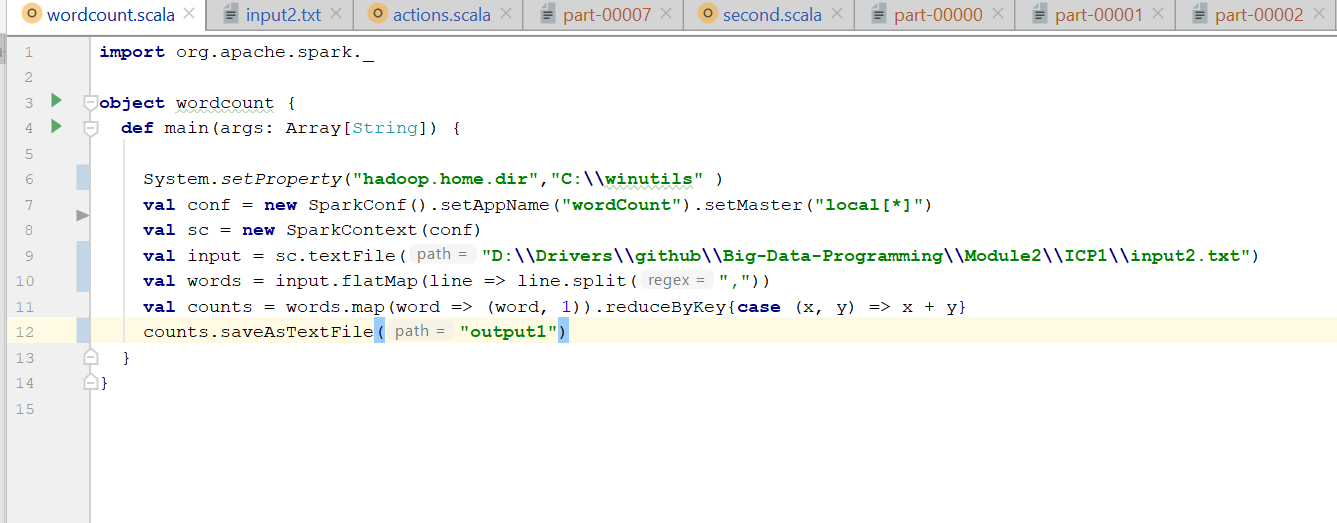 wordcount.scala input2.txt actions.scala part-00007 second.scala part-00000 part-00001 part-00002
1 import org.apache.spark._
2
3 object wordcount {
4 def main(args: Array[String]) {
5
6 System.setProperty("hadoop.home.dir","C:\\winutils" )
7 val conf = new SparkConf().setAppName("wordCount").setMaster("local[*]")
8 val sc = new SparkContext(conf)
9 val input = sc.textFile( path = "D:\\Drivers\\github\\Big-Data-Programming\\Module2\\ICP1\\input2.txt")
10 val words = input.flatMap(line => line.split( regex = ","))
11 val counts = words.map(word => (word, 1)).reduceByKey{case (x, y) => x + y}
12 counts.saveAsTextFile( path = "output1")
13 }
14 }
15